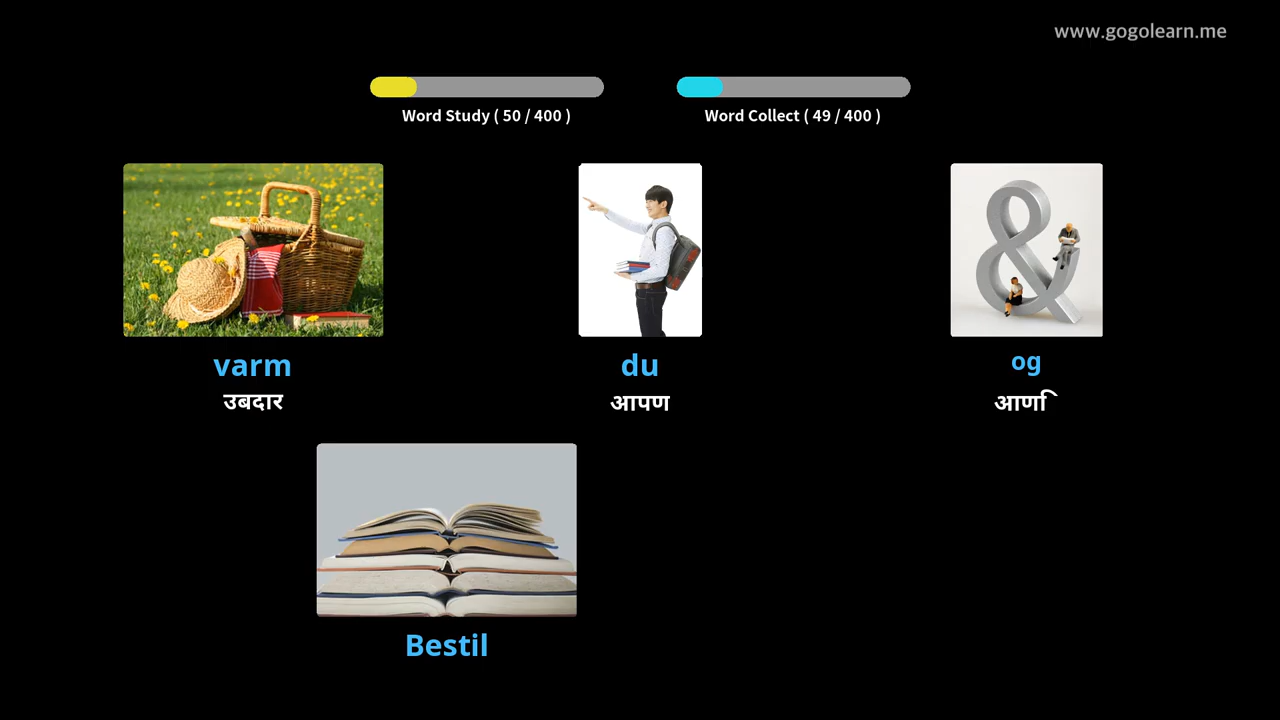 www.gogolearn.me
Word Study ( 50 / 400 )
Word Collect ( 49 / 400 )
varm
du
og
उबदार
आपण
आणि
Bestil